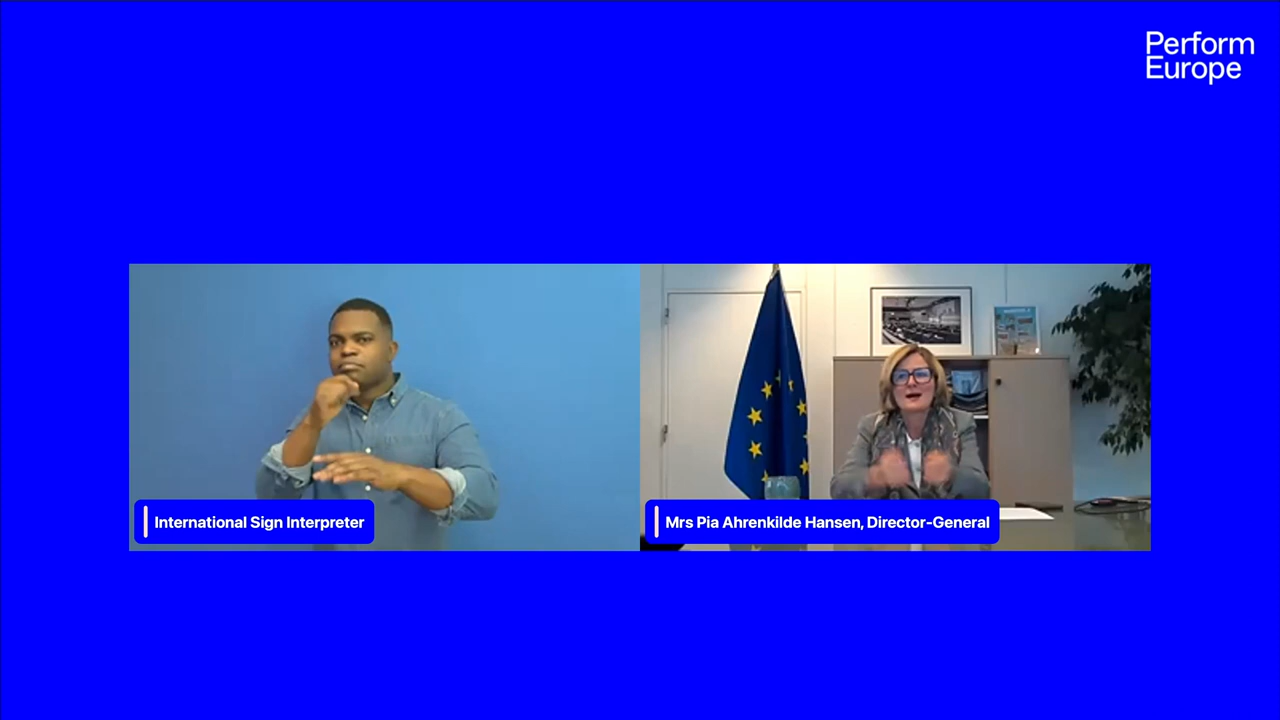 Perform
Europe
International Sign Interpreter
Mrs Pia Ahrenkilde Hansen, Director-General